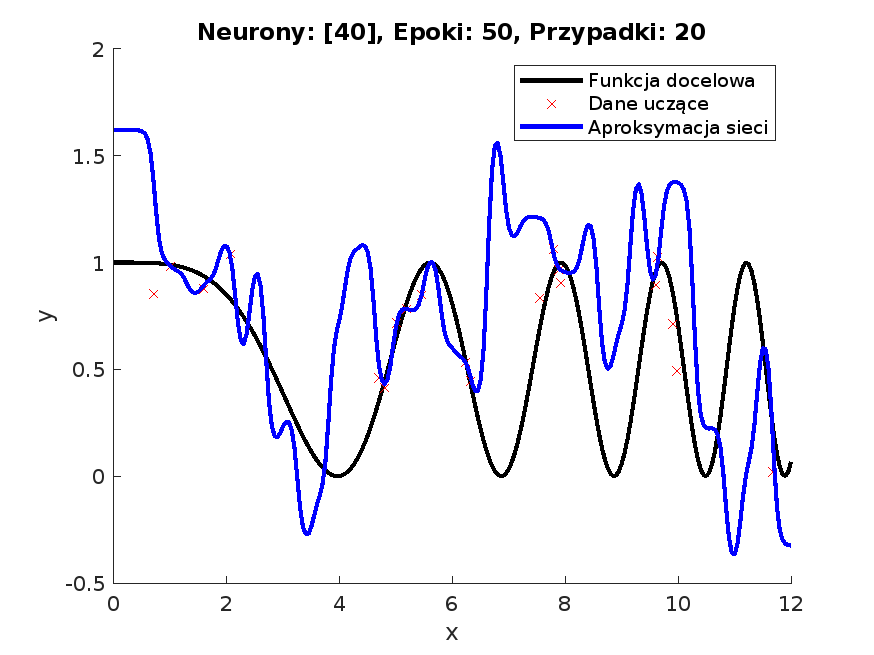 Neurony: [40], Epoki: 50, Przypadki: 20
Funkcja docelowa
Dane uczące
Aproksymacja sieci
2
1.5
1
0.5
0
-0.5
y
0 2 4 6 8 10 12
x